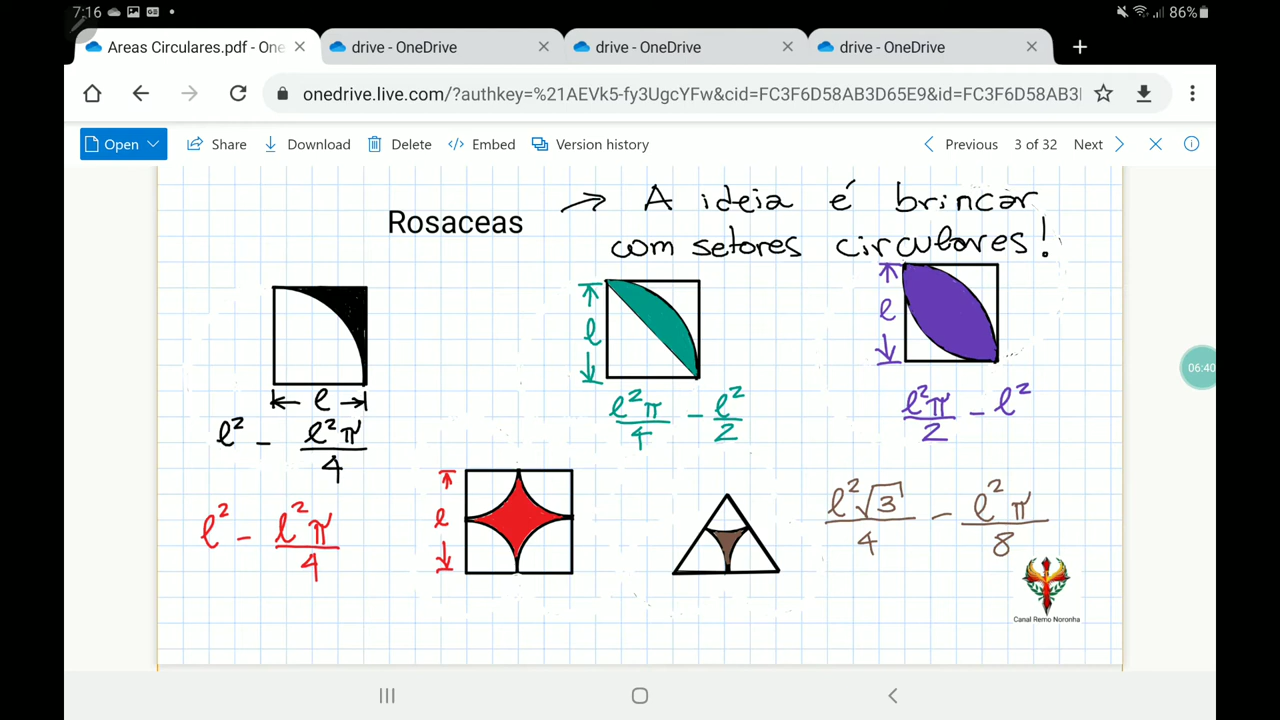 7:16
86%
Areas Circulares.pdf - One
drive - OneDrive
drive - OneDrive
drive - OneDrive
onedrive.live.com/?authkey=%21AEVk5-fy3UgcYFw&cid=FC3F6D58AB3D65E9&id=FC3F6D58AB3
Open
Share
Download
Delete
Embed
Version history
Previous
3 of 32
Next
Rosaceas
→ A ideia é brincar
com setores circulares!
06:40
ℓ
ℓ
ℓ
ℓ² - ℓ²π/4
ℓ²π/4 - ℓ²/2
ℓ²π/2 - ℓ²
ℓ² - ℓ²π/4
ℓ
ℓ²√3/4 - ℓ²π/8
Canal Remo Noronha